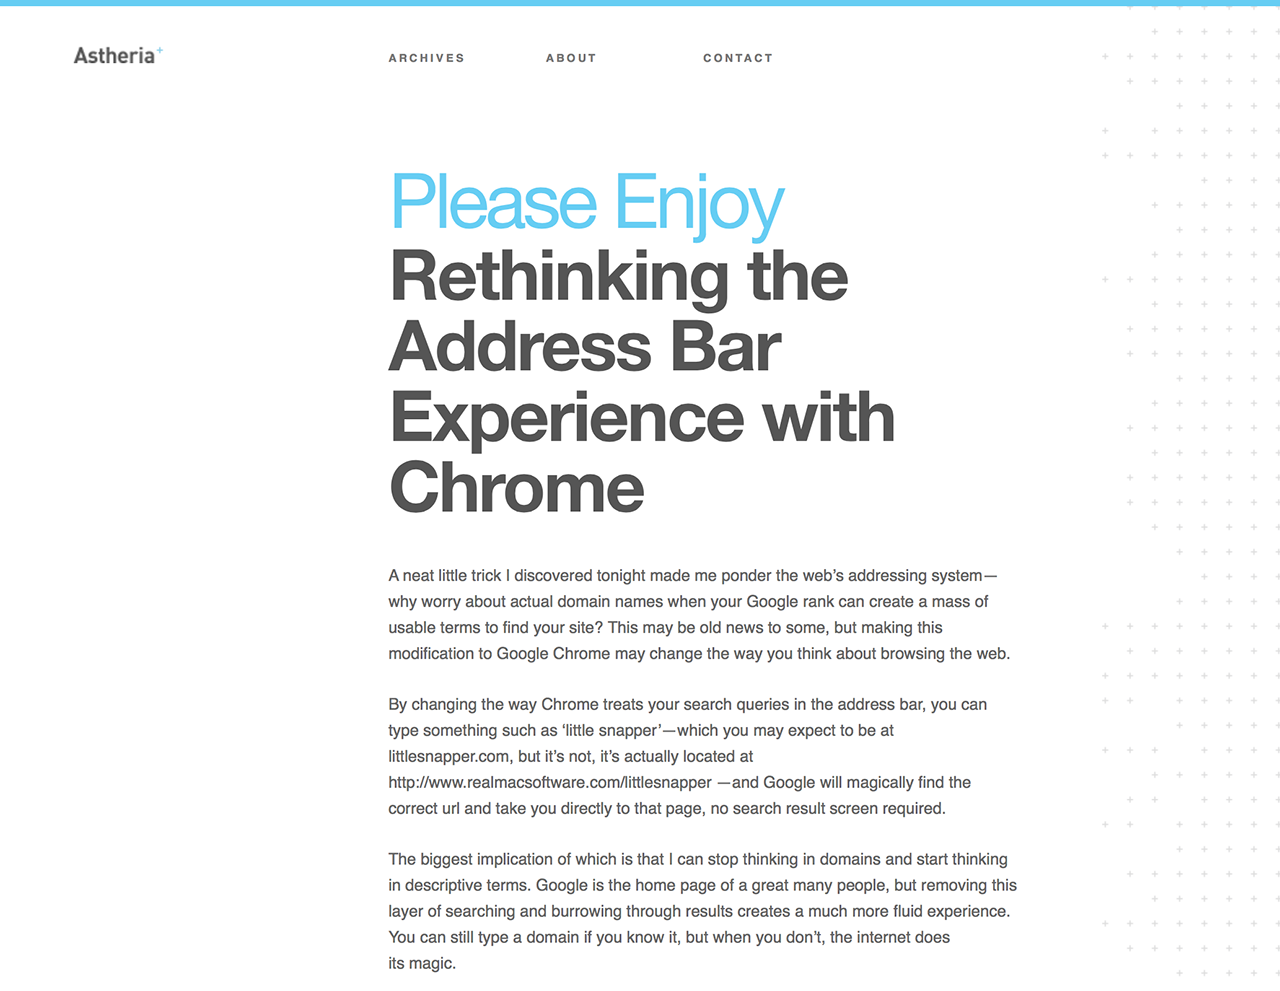 Astheria+
ARCHIVES
ABOUT
CONTACT
Please Enjoy
Rethinking the
Address Bar
Experience with
Chrome
A neat little trick I discovered tonight made me ponder the web’s addressing system—
why worry about actual domain names when your Google rank can create a mass of
usable terms to find your site? This may be old news to some, but making this
modification to Google Chrome may change the way you think about browsing the web.
By changing the way Chrome treats your search queries in the address bar, you can
type something such as ‘little snapper’—which you may expect to be at
littlesnapper.com, but it’s not, it’s actually located at
http://www.realmacsoftware.com/littlesnapper —and Google will magically find the
correct url and take you directly to that page, no search result screen required.
The biggest implication of which is that I can stop thinking in domains and start thinking
in descriptive terms. Google is the home page of a great many people, but removing this
layer of searching and burrowing through results creates a much more fluid experience.
You can still type a domain if you know it, but when you don’t, the internet does
its magic.